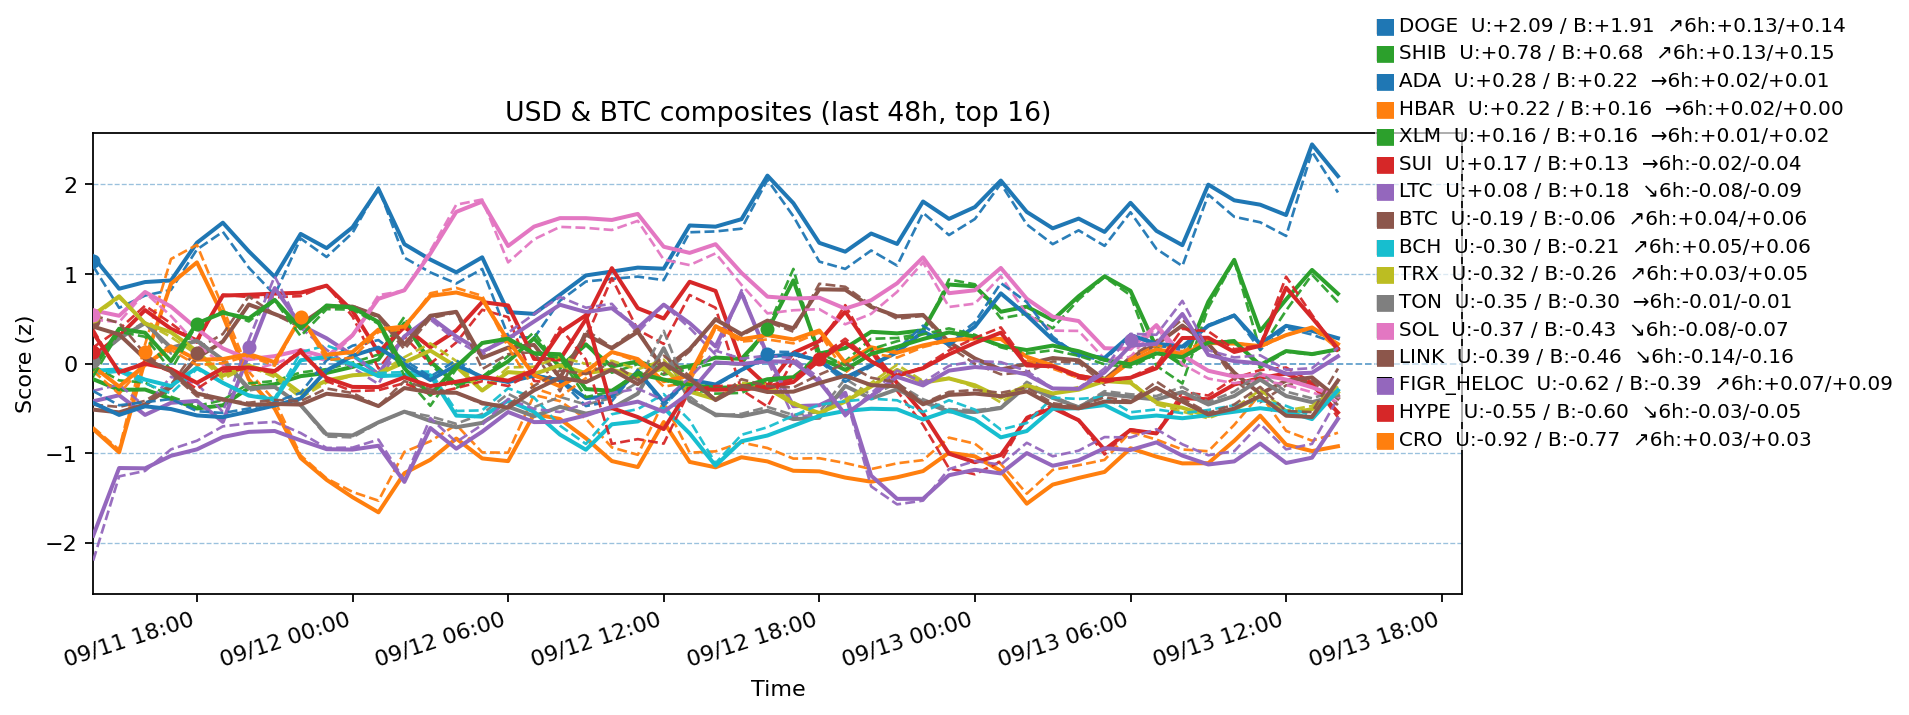 DOGE  U:+2.09 / B:+1.91  ↗6h:+0.13/+0.14
SHIB  U:+0.78 / B:+0.68  ↗6h:+0.13/+0.15
ADA  U:+0.28 / B:+0.22  →6h:+0.02/+0.01
HBAR  U:+0.22 / B:+0.16  →6h:+0.02/+0.00
XLM  U:+0.16 / B:+0.16  →6h:+0.01/+0.02
SUI  U:+0.17 / B:+0.13  →6h:-0.02/-0.04
LTC  U:+0.08 / B:+0.18  ↘6h:-0.08/-0.09
BTC  U:-0.19 / B:-0.06  ↗6h:+0.04/+0.06
BCH  U:-0.30 / B:-0.21  ↗6h:+0.05/+0.06
TRX  U:-0.32 / B:-0.26  ↗6h:+0.03/+0.05
TON  U:-0.35 / B:-0.30  →6h:-0.01/-0.01
SOL  U:-0.37 / B:-0.43  ↘6h:-0.08/-0.07
LINK  U:-0.39 / B:-0.46  ↘6h:-0.14/-0.16
FIGR_HELOC  U:-0.62 / B:-0.39  ↗6h:+0.07/+0.09
HYPE  U:-0.55 / B:-0.60  ↘6h:-0.03/-0.05
CRO  U:-0.92 / B:-0.77  ↗6h:+0.03/+0.03
USD & BTC composites (last 48h, top 16)
Score (z)
2
1
0
−1
−2
09/11 18:00
09/12 00:00
09/12 06:00
09/12 12:00
09/12 18:00
09/13 00:00
09/13 06:00
09/13 12:00
09/13 18:00
Time